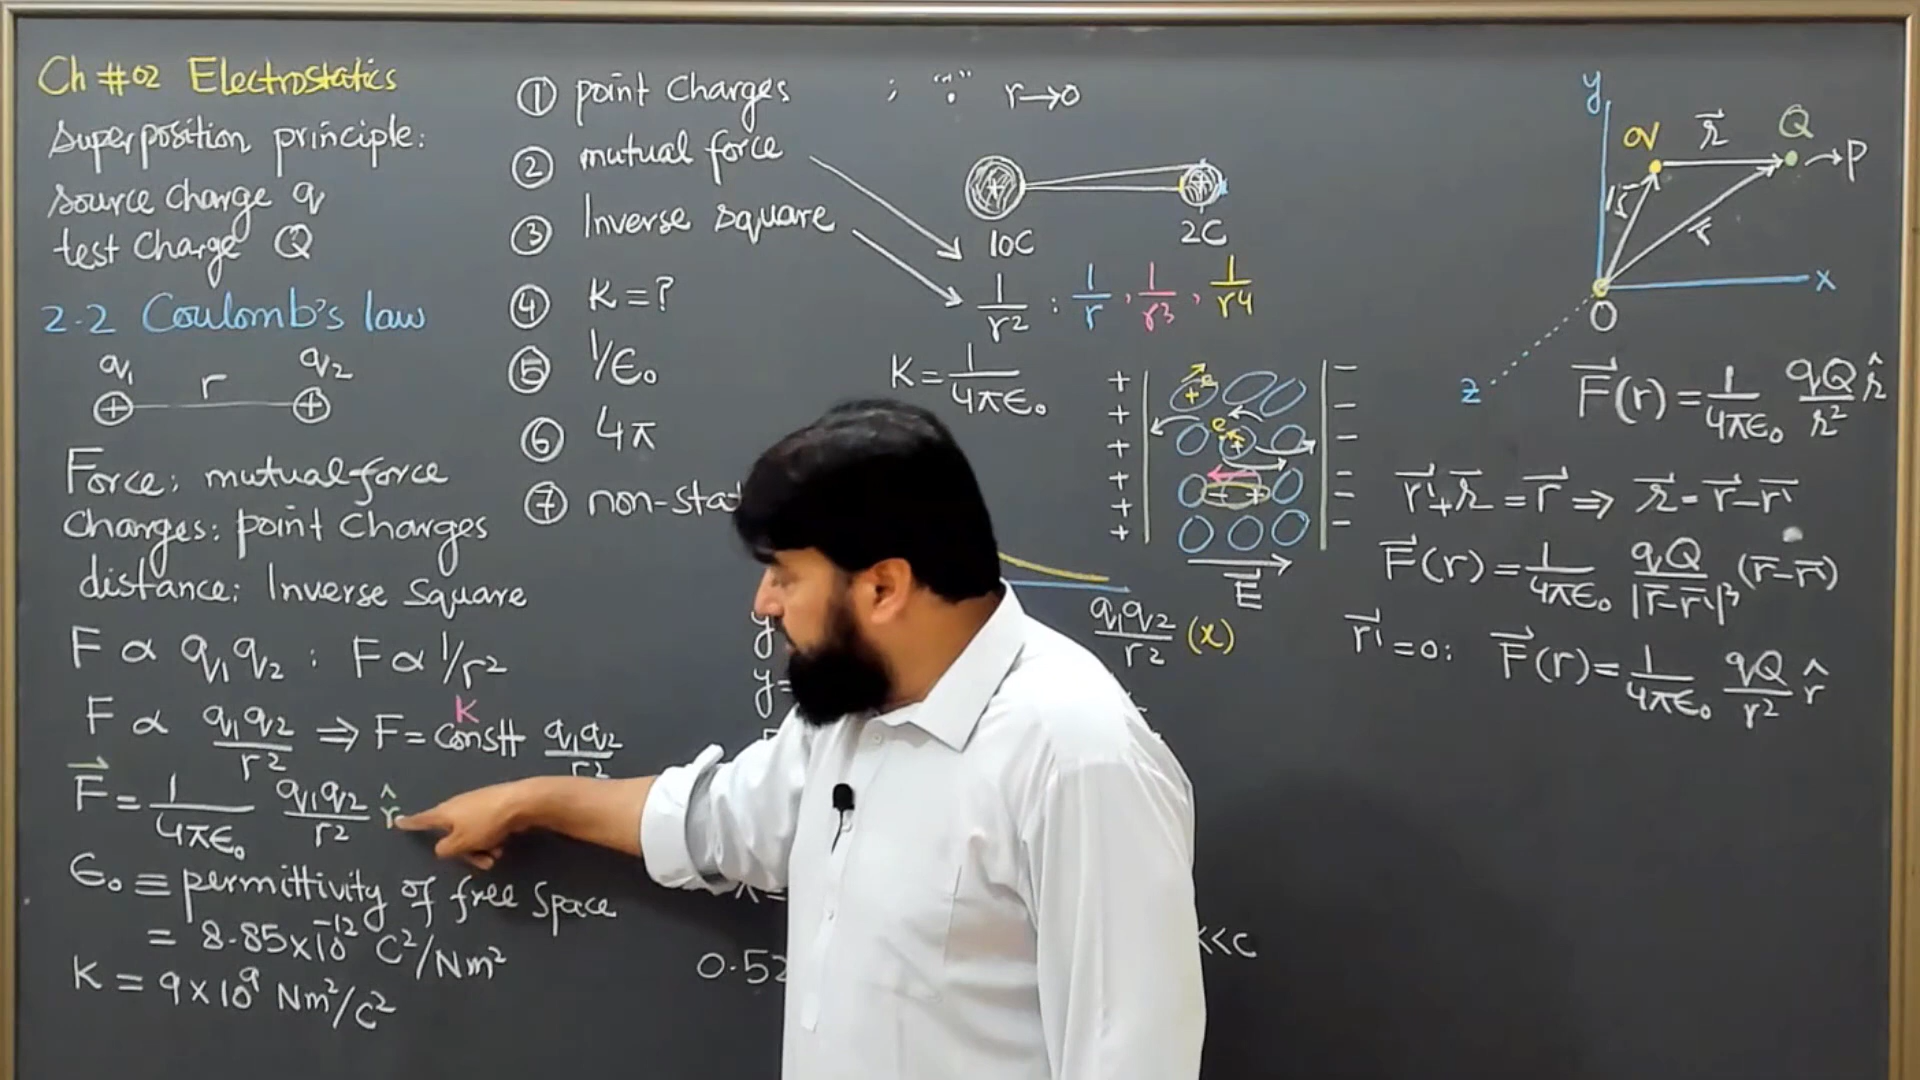 Ch #02 Electrostatics
Superposition principle:
source charge q
test charge Q
2.2 Coulomb's law
q₁ r q₂
+ +
Force: mutual force
Charges: point charges
distance: Inverse square
F ∝ q₁q₂ : F ∝ 1/r²
F ∝ q₁q₂/r² ⇒ F = constt q₁q₂/r²
K
F⃗ = 1/4πϵ₀ q₁q₂/r² r̂
ϵ₀ ≡ permittivity of free space
= 8.85×10⁻¹² C²/Nm²
K = 9×10⁹ Nm²/C²
① point charges ; "." r→0
② mutual force
③ Inverse square
④ K = ?
⑤ 1/ϵ₀
⑥ 4π
⑦ non-stat
10C 2C
1/r² : 1/r , 1/r³ , 1/r⁴
K = 1/4πϵ₀
+ + + + + +
e
e
+ +
- +
- - - - - -
E⃗
y
y=
q₁q₂/r² (x)
0.52
<<c
y
q r⃗ Q → P
r⃗' r⃗
O x
z
F⃗(r) = 1/4πϵ₀ qQ/r² r̂
r⃗' + r⃗ = r⃗ ⇒ r⃗ = r⃗ - r⃗'
F⃗(r) = 1/4πϵ₀ qQ/|r⃗-r⃗'|³ (r⃗-r⃗')
r⃗' = 0: F⃗(r) = 1/4πϵ₀ qQ/r² r̂